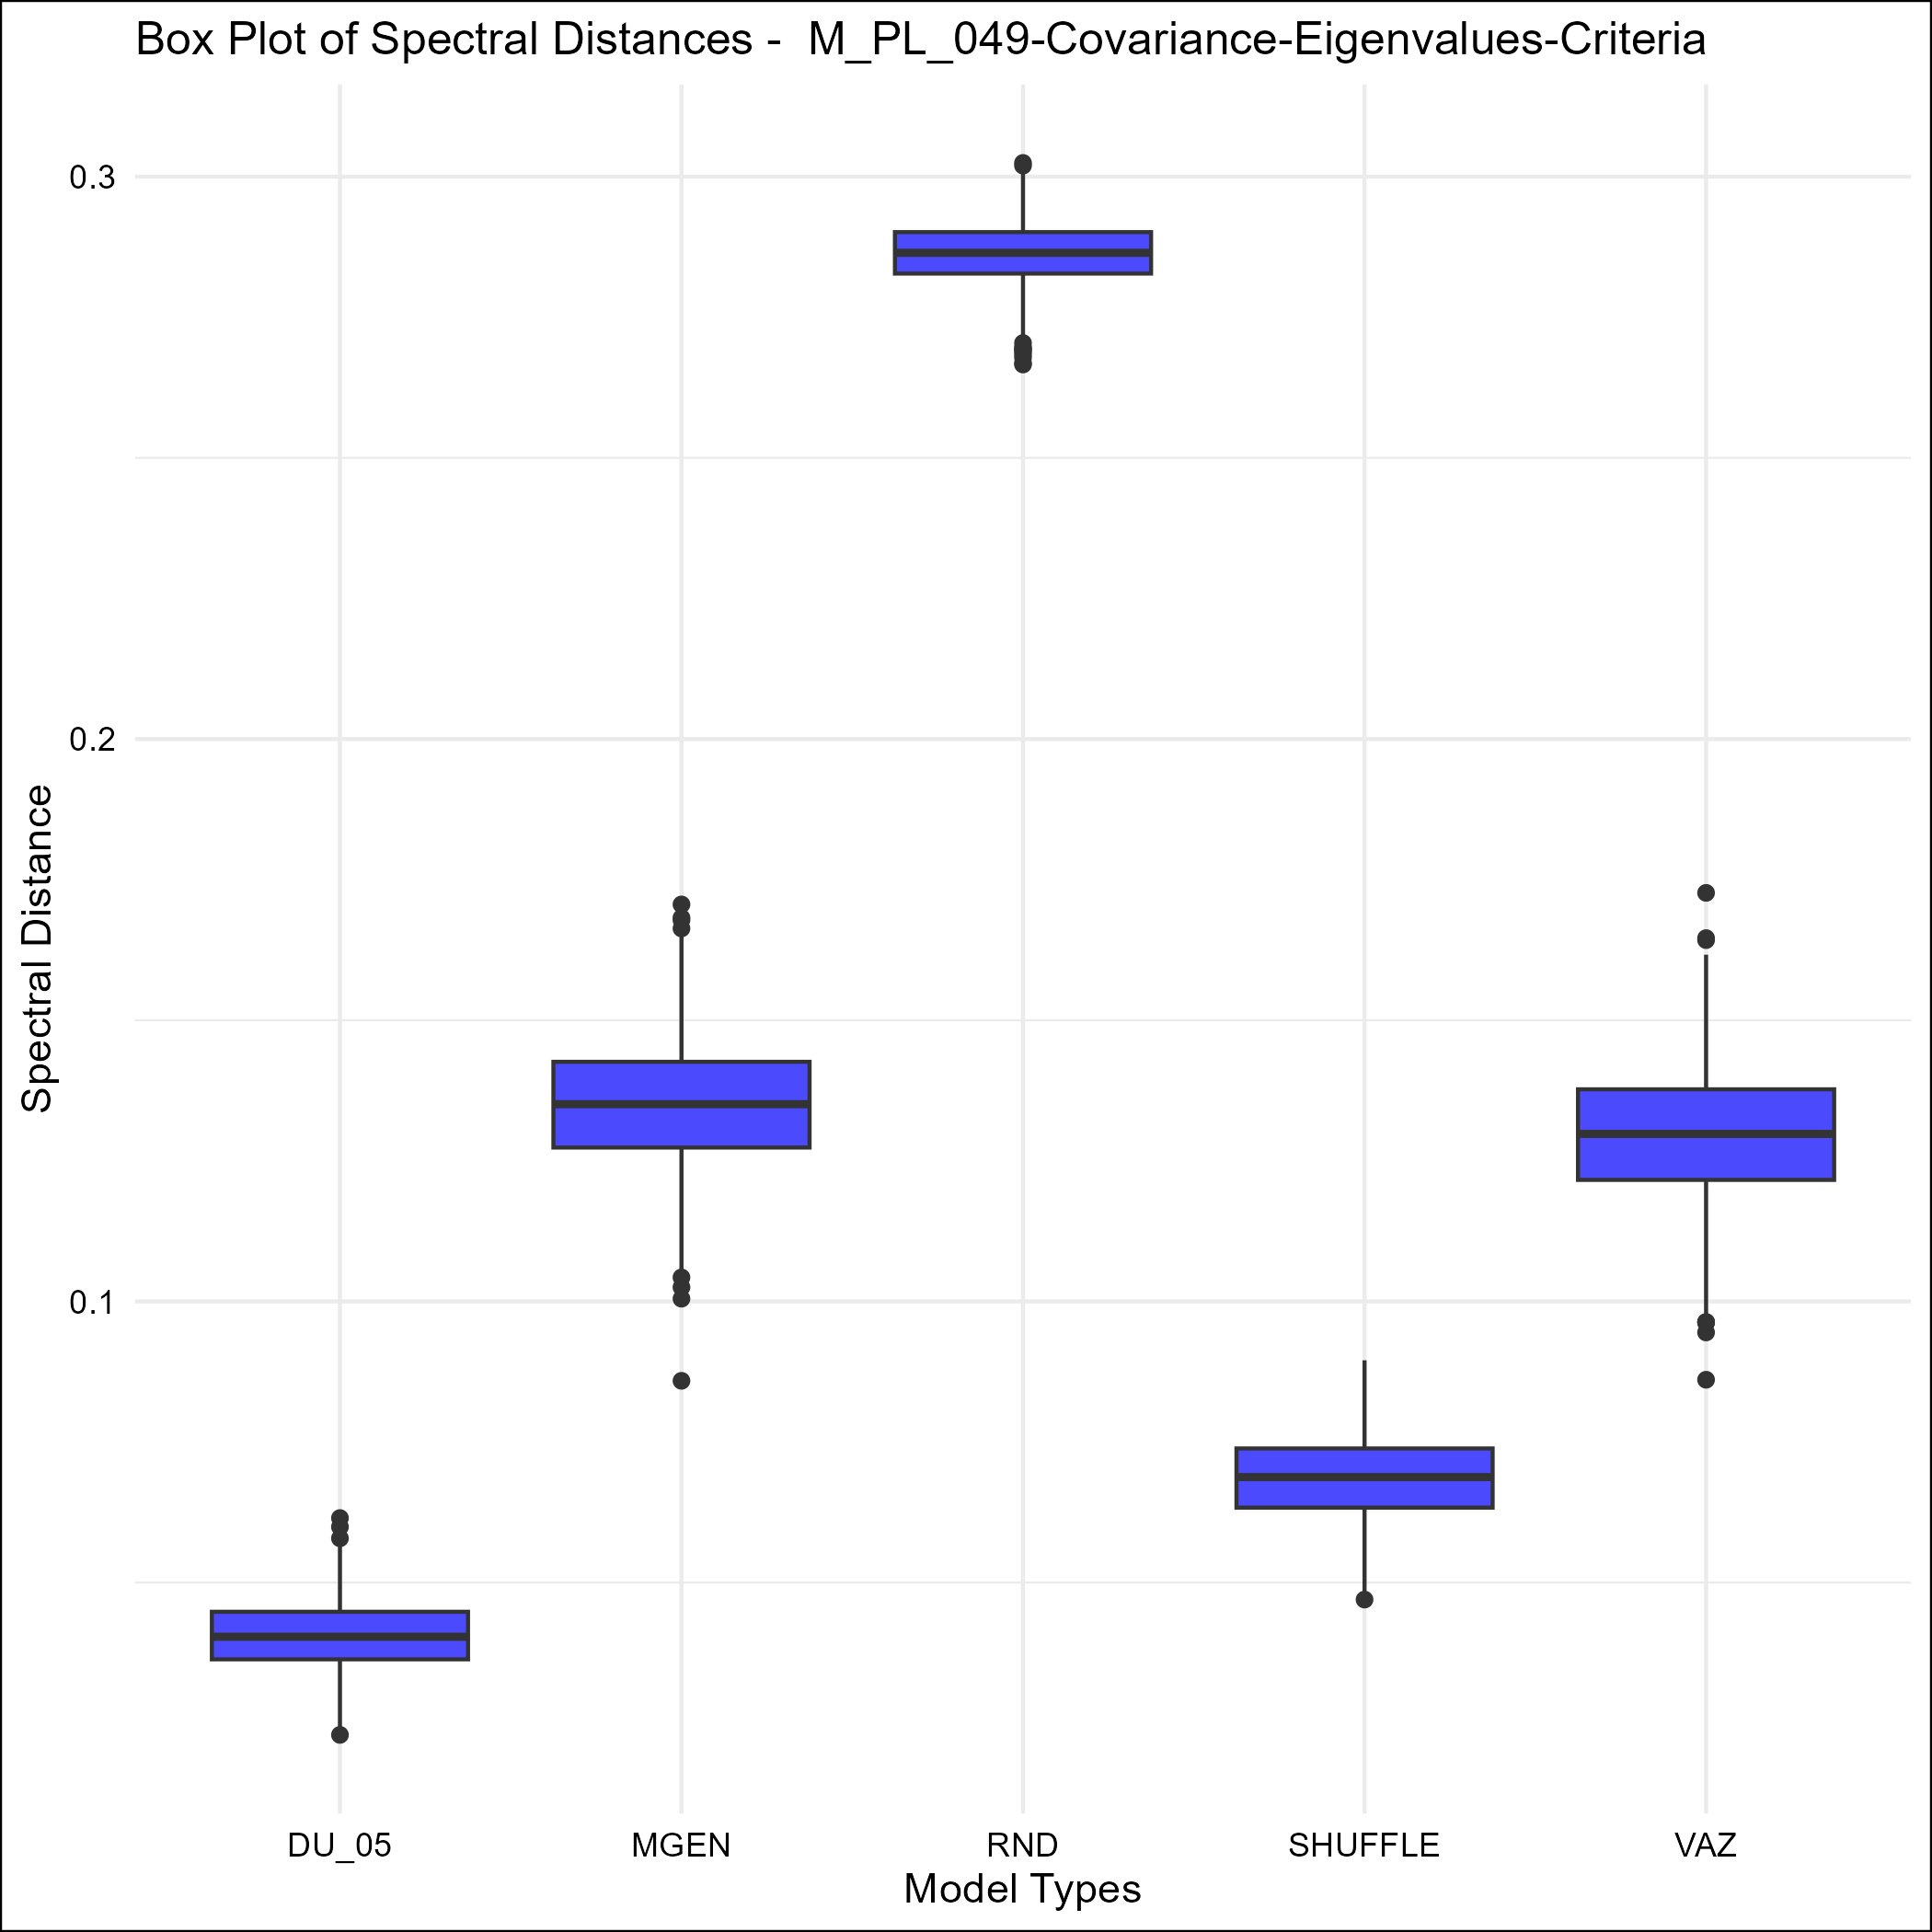 Box Plot of Spectral Distances -  M_PL_049-Covariance-Eigenvalues-Criteria
0.3
0.2
0.1
Spectral Distance
DU_05 MGEN RND SHUFFLE VAZ
Model Types